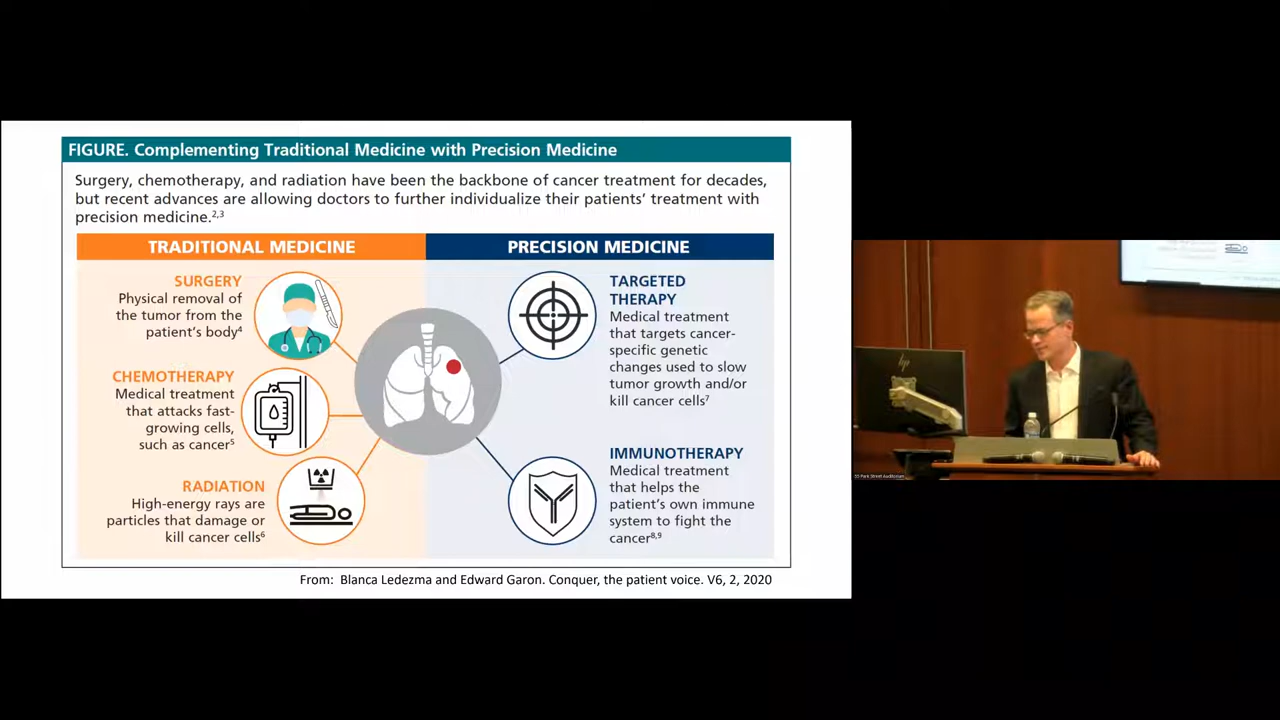 FIGURE. Complementing Traditional Medicine with Precision Medicine
Surgery, chemotherapy, and radiation have been the backbone of cancer treatment for decades,
but recent advances are allowing doctors to further individualize their patients’ treatment with
precision medicine.2,3
TRADITIONAL MEDICINE
SURGERY
Physical removal of
the tumor from the
patient’s body4
CHEMOTHERAPY
Medical treatment
that attacks fast-
growing cells,
such as cancer5
RADIATION
High-energy rays are
particles that damage or
kill cancer cells6
PRECISION MEDICINE
TARGETED
THERAPY
Medical treatment
that targets cancer-
specific genetic
changes used to slow
tumor growth and/or
kill cancer cells7
IMMUNOTHERAPY
Medical treatment
that helps the
patient’s own immune
system to fight the
cancer8,9
From: Blanca Ledezma and Edward Garon. Conquer, the patient voice. V6, 2, 2020
hp
55 Park Street Auditorium